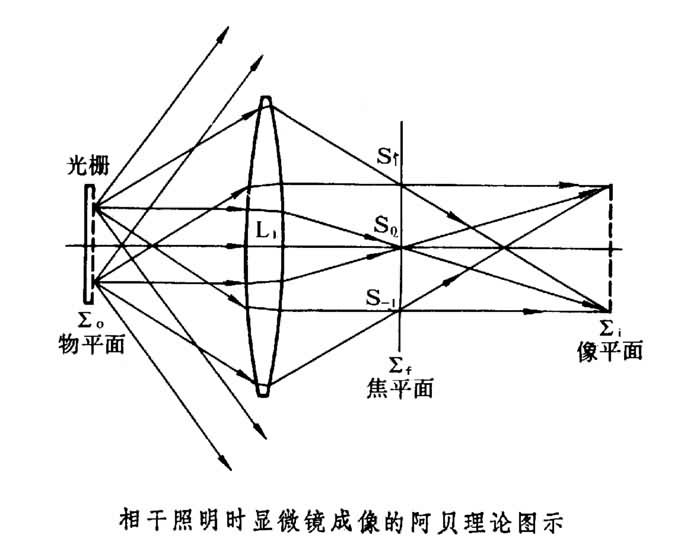 光栅
S₁
L₁
S₀
S₋₁
Σ₀
物平面
Σf
焦平面
Σi
像平面
相干照明时显微镜成像的阿贝理论图示